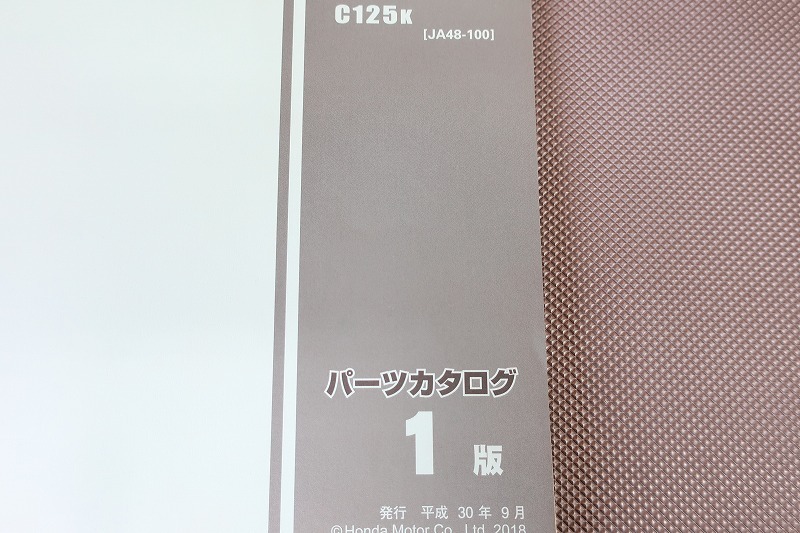 C125K
[JA48-100]
パーツカタログ
1 版
発行 平成 30 年 9 月
©Honda Motor Co., Ltd. 2018